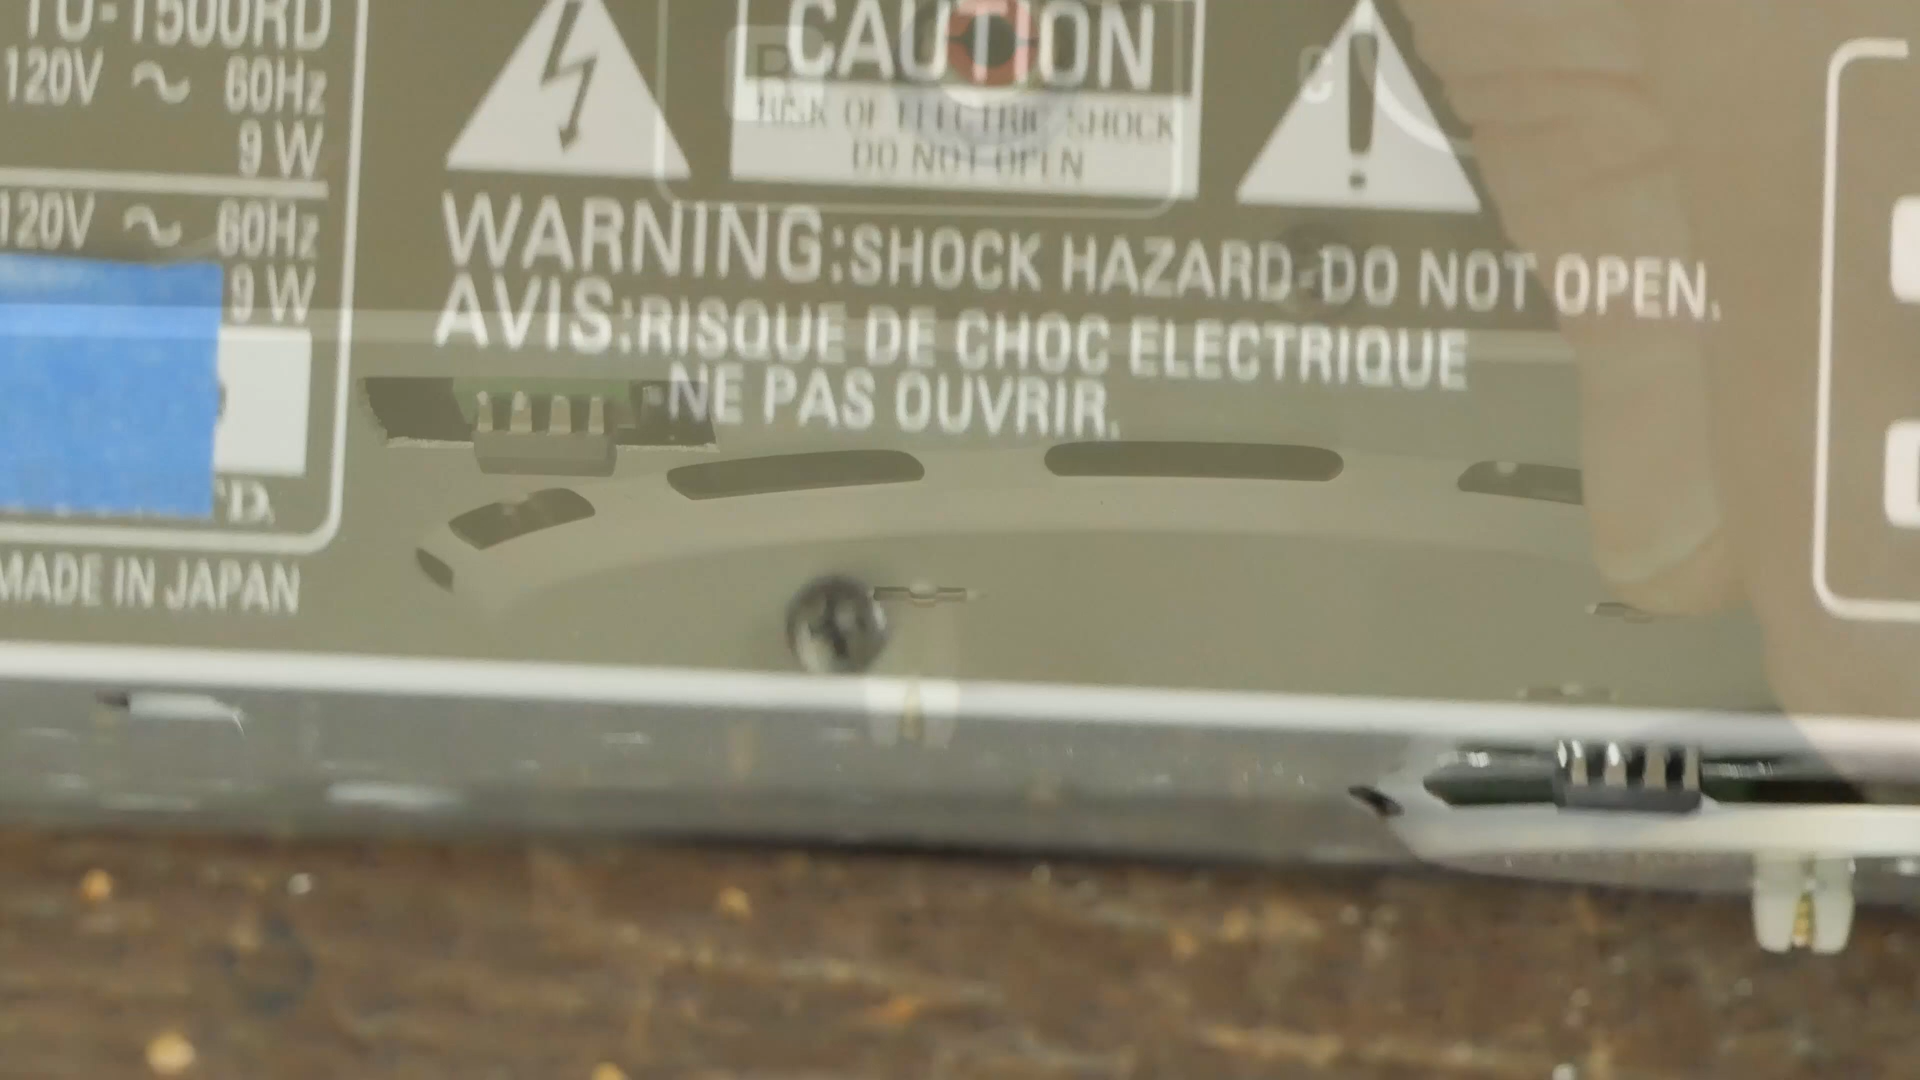 TU-1500RD
120V ~ 60Hz
9 W
120V ~ 60Hz
9 W
D.
MADE IN JAPAN
CAUTION
RISK OF ELECTRIC SHOCK
DO NOT OPEN
WARNING:SHOCK HAZARD-DO NOT OPEN.
AVIS:RISQUE DE CHOC ELECTRIQUE
-NE PAS OUVRIR.